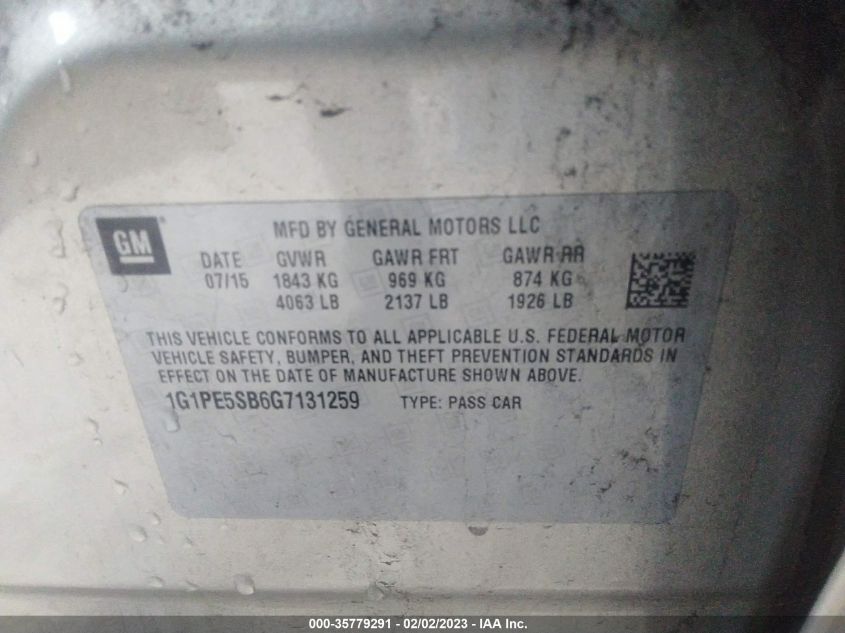 GM ®
MFD BY GENERAL MOTORS LLC
DATE GVWR GAWR FRT GAWR RR
07/15 1843 KG 969 KG 874 KG
4063 LB 2137 LB 1926 LB
THIS VEHICLE CONFORMS TO ALL APPLICABLE U.S. FEDERAL MOTOR
VEHICLE SAFETY, BUMPER, AND THEFT PREVENTION STANDARDS IN
EFFECT ON THE DATE OF MANUFACTURE SHOWN ABOVE.
1G1PE5SB6G7131259 TYPE: PASS CAR
000-35779291 - 02/02/2023 - IAA Inc.